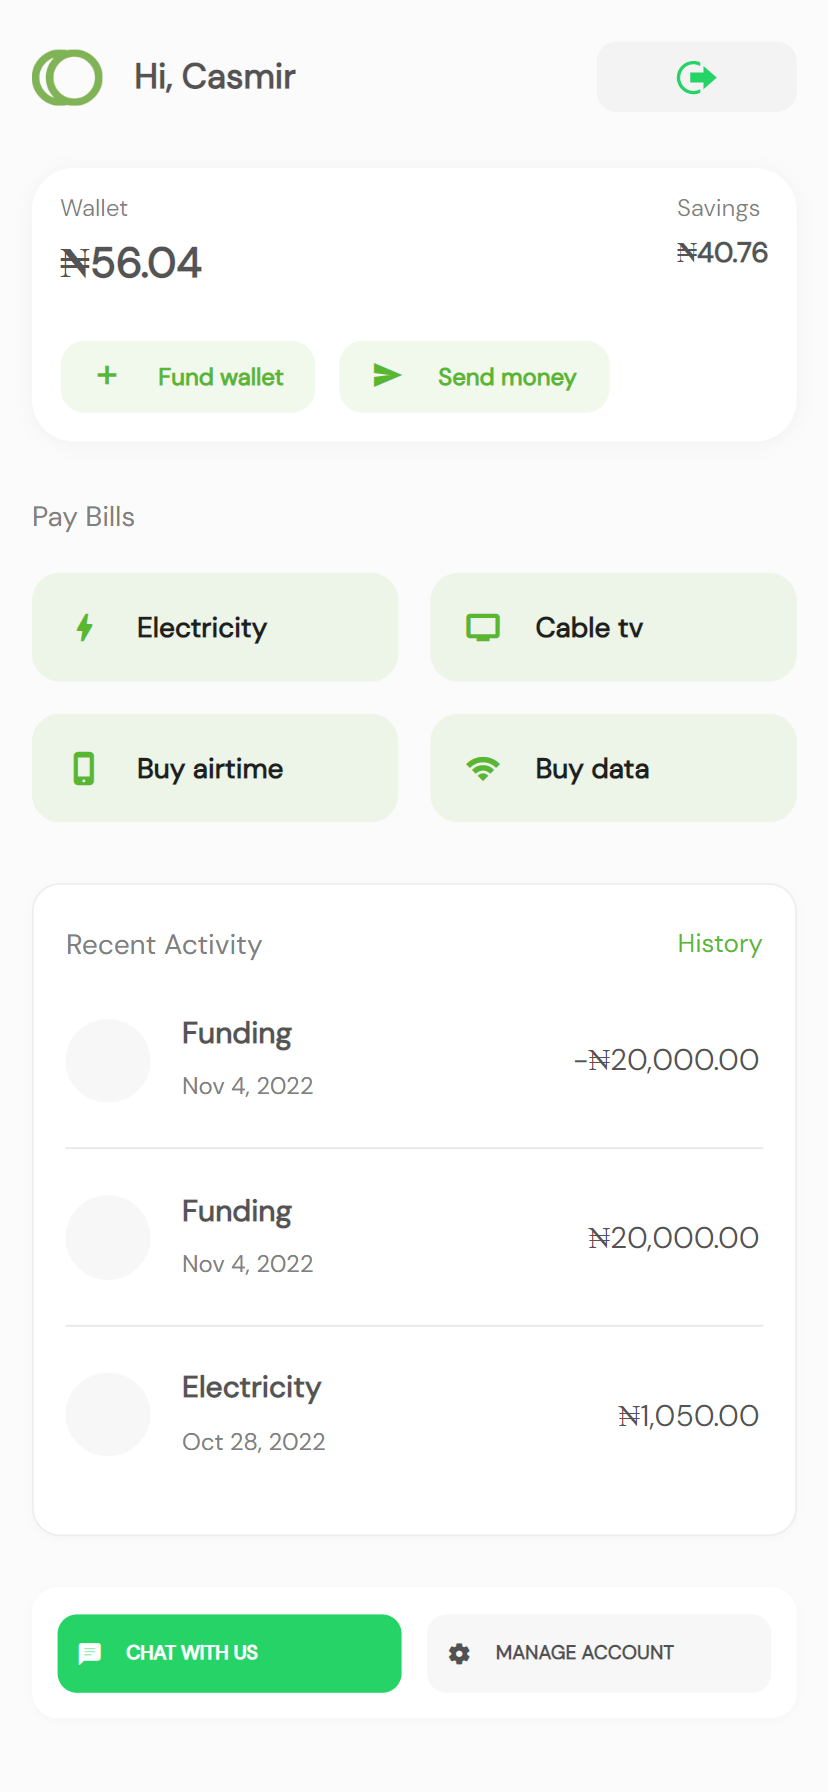 Hi, Casmir
Wallet
Savings
₦56.04
₦40.76
Fund wallet
Send money
Pay Bills
Electricity
Cable tv
Buy airtime
Buy data
Recent Activity
History
Funding
-₦20,000.00
Nov 4, 2022
Funding
₦20,000.00
Nov 4, 2022
Electricity
₦1,050.00
Oct 28, 2022
CHAT WITH US
MANAGE ACCOUNT